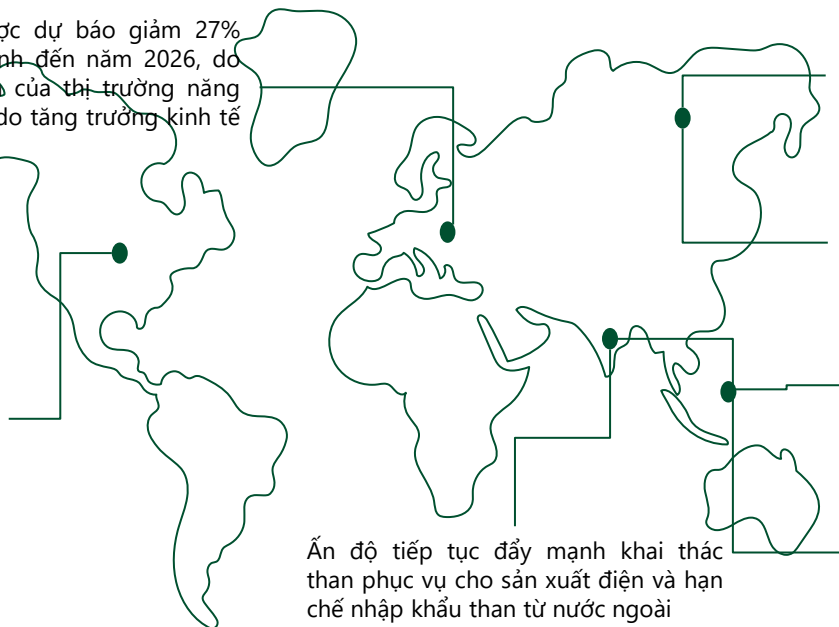 ợc dự báo giảm 27%
nh đến năm 2026, do
của thị trường năng
do tăng trưởng kinh tế
Ấn độ tiếp tục đẩy mạnh khai thác
than phục vụ cho sản xuất điện và hạn
chế nhập khẩu than từ nước ngoài